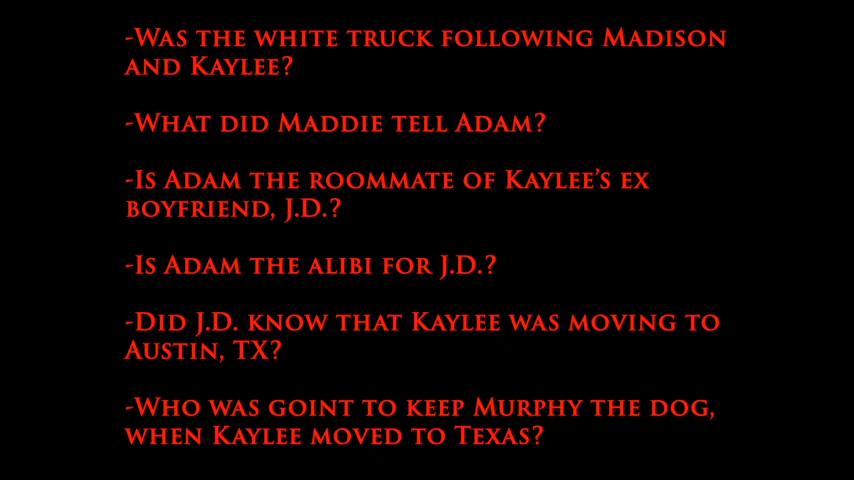 -Was the white truck following Madison
and Kaylee?
-What did Maddie tell Adam?
-Is Adam the roommate of Kaylee’s ex
boyfriend, J.D.?
-Is Adam the alibi for J.D.?
-Did J.D. know that Kaylee was moving to
Austin, TX?
-Who was goint to keep Murphy the dog,
when Kaylee moved to Texas?